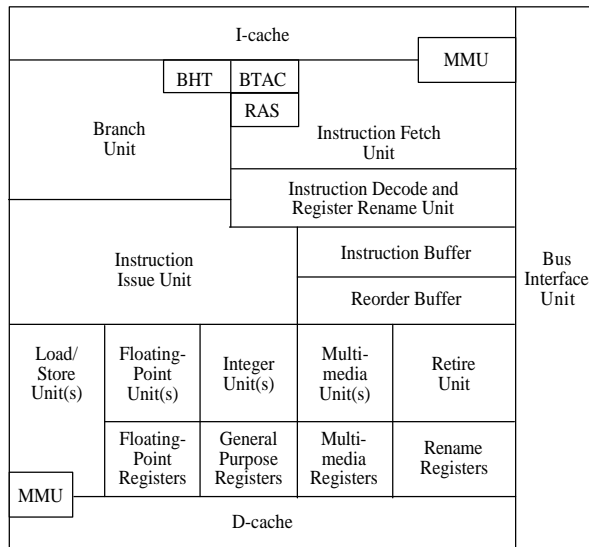 I-cache
MMU
BHT
BTAC
RAS
Branch
Unit
Instruction Fetch
Unit
Instruction Decode and
Register Rename Unit
Instruction
Issue Unit
Instruction Buffer
Reorder Buffer
Bus
Interface
Unit
Load/
Store
Unit(s)
Floating-
Point
Unit(s)
Integer
Unit(s)
Multi-
media
Unit(s)
Retire
Unit
Floating-
Point
Registers
General
Purpose
Registers
Multi-
media
Registers
Rename
Registers
MMU
D-cache